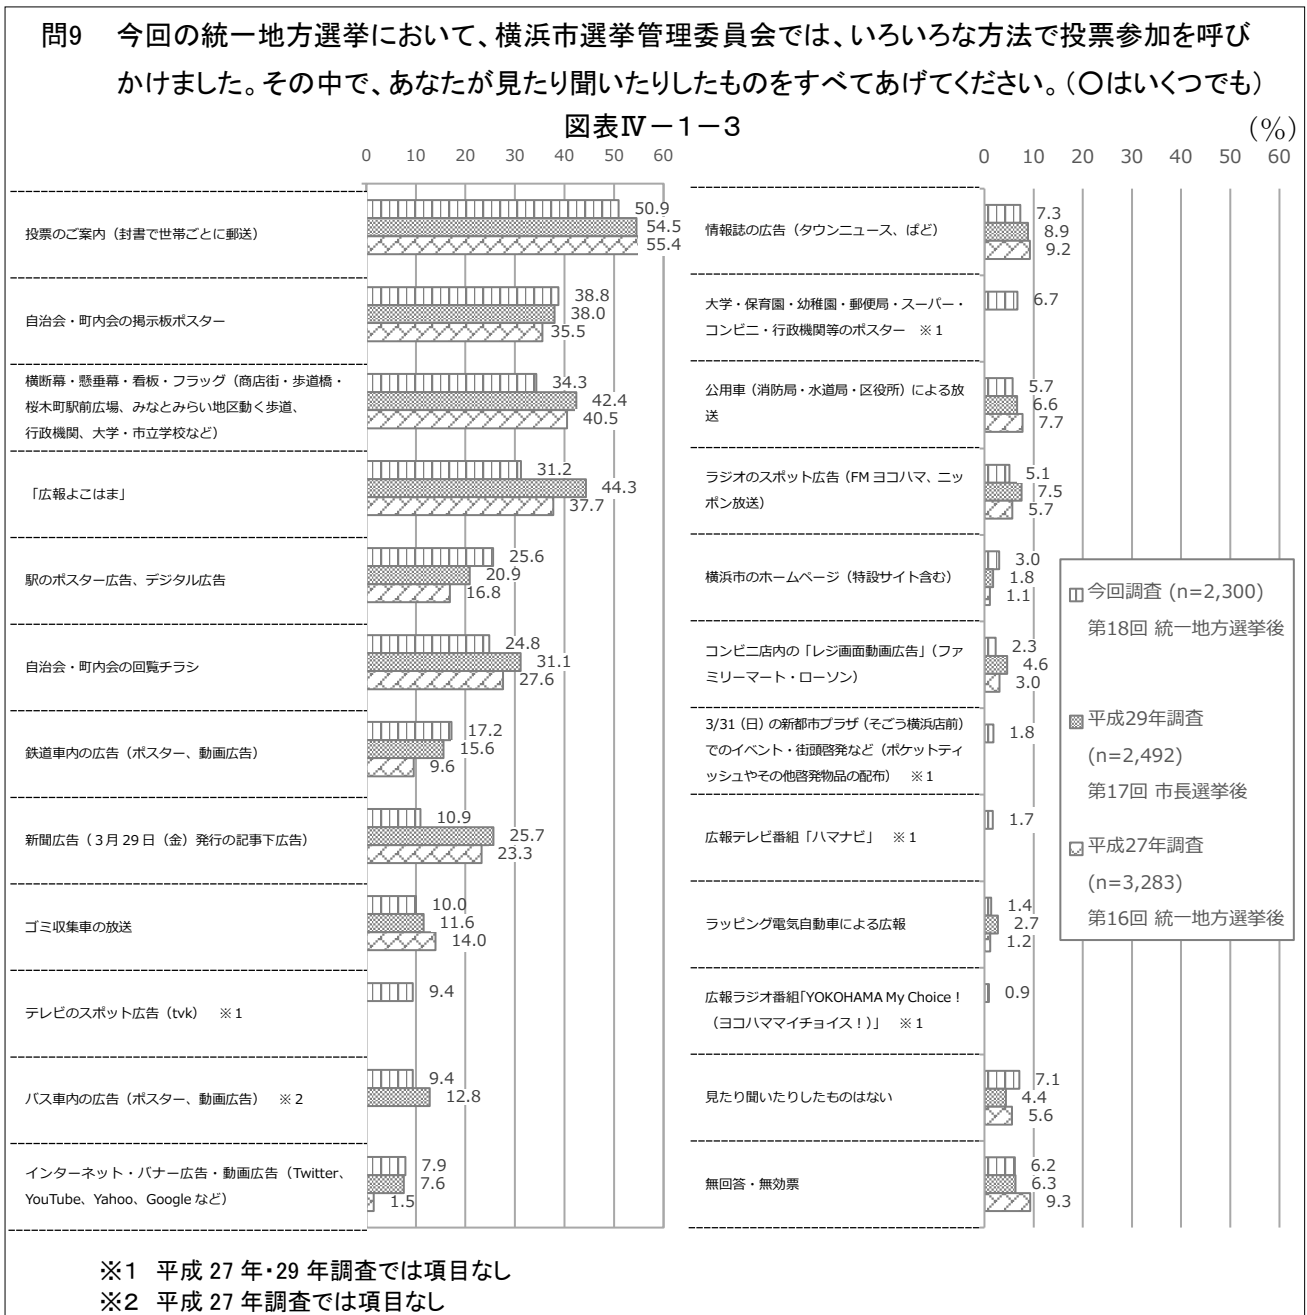 問9 今回の統一地方選挙において、横浜市選挙管理委員会では、いろいろな方法で投票参加を呼び
かけました。その中で、あなたが見たり聞いたりしたものをすべてあげてください。（○はいくつでも）
図表Ⅳ－1－3
(%)
0 10 20 30 40 50 60
投票のご案内（封書で世帯ごとに郵送）
50.9
54.5
55.4
自治会・町内会の掲示板ポスター
38.8
38.0
35.5
横断幕・懸垂幕・看板・フラッグ（商店街・歩道橋・
桜木町駅前広場、みなとみらい地区動く歩道、
行政機関、大学・市立学校など）
34.3
42.4
40.5
「広報よこはま」
31.2
44.3
37.7
駅のポスター広告、デジタル広告
25.6
20.9
16.8
自治会・町内会の回覧チラシ
24.8
31.1
27.6
鉄道車内の広告（ポスター、動画広告）
17.2
15.6
9.6
新聞広告（3月29日（金）発行の記事下広告）
10.9
25.7
23.3
ゴミ収集車の放送
10.0
11.6
14.0
テレビのスポット広告（tvk） ※1
9.4
バス車内の広告（ポスター、動画広告） ※2
9.4
12.8
インターネット・バナー広告・動画広告（Twitter、
YouTube、Yahoo、Googleなど）
7.9
7.6
1.5
0 10 20 30 40 50 60
情報誌の広告（タウンニュース、ぱど）
7.3
8.9
9.2
大学・保育園・幼稚園・郵便局・スーパー・
コンビニ・行政機関等のポスター ※1
6.7
公用車（消防局・水道局・区役所）による放
送
5.7
6.6
7.7
ラジオのスポット広告（FMヨコハマ、ニッ
ポン放送）
5.1
7.5
5.7
横浜市のホームページ（特設サイト含む）
3.0
1.8
1.1
コンビニ店内の「レジ画面動画広告」（ファ
ミリーマート・ローソン）
2.3
4.6
3.0
3/31（日）の新都市プラザ（そごう横浜店前）
でのイベント・街頭啓発など（ポケットティ
ッシュやその他啓発物品の配布） ※1
1.8
広報テレビ番組「ハマナビ」 ※1
1.7
ラッピング電気自動車による広報
1.4
2.7
1.2
広報ラジオ番組「YOKOHAMA My Choice！
（ヨコハママイチョイス！）」 ※1
0.9
見たり聞いたりしたものはない
7.1
4.4
5.6
無回答・無効票
6.2
6.3
9.3
今回調査 (n=2,300)
第18回 統一地方選挙後
平成29年調査
(n=2,492)
第17回 市長選挙後
平成27年調査
(n=3,283)
第16回 統一地方選挙後
※1 平成27年・29年調査では項目なし
※2 平成27年調査では項目なし